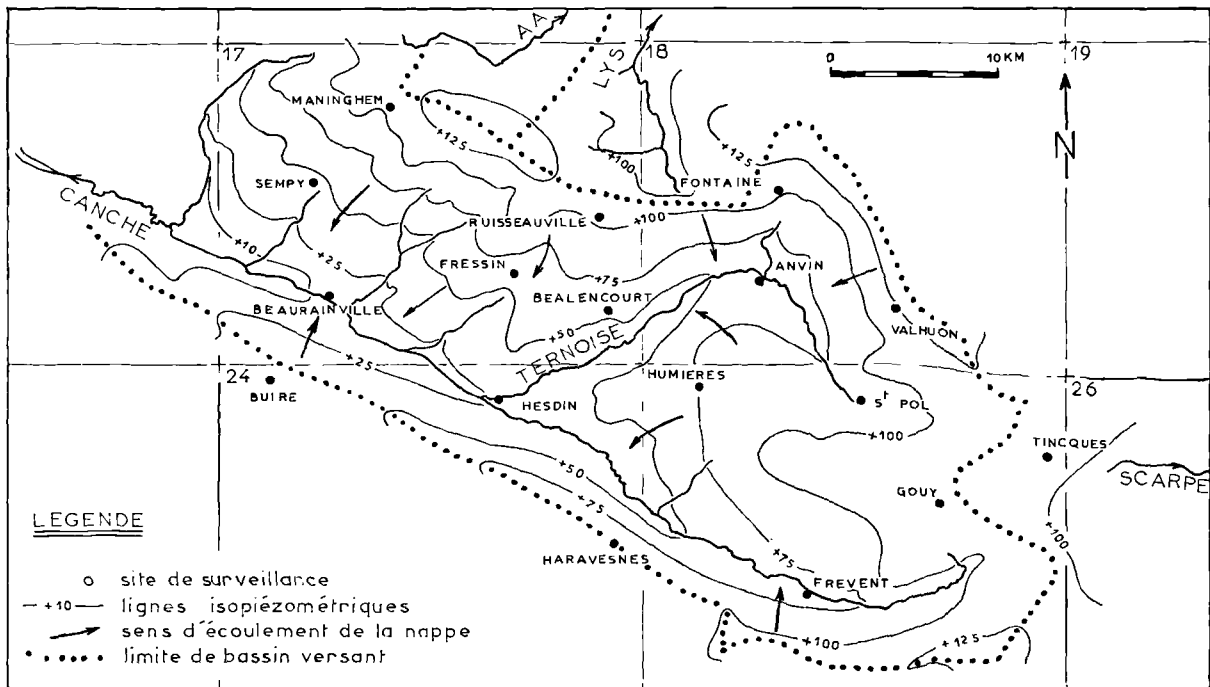 AA
17
18
19
0 10 KM
LYS
MANINGHEM
+125
+100
+125
N
SEMPY
FONTAINE
CANCHE
RUISSEAUVILLE
+100
+10
+25
FRESSIN
+75
ANVIN
BEAURAINVILLE
BEALENCOURT
+50
VALHUON
TERNOISE
24
+25
HUMIERES
26
BUIRE
HESDIN
St POL
+100
TINCQUES
+50
SCARPE
+75
GOUY
LEGENDE
+100
HARAVESNES
+75
FREVENT
site de surveillance
+10 lignes isopiézométriques
sens d'écoulement de la nappe
+100
+125
limite de bassin versant